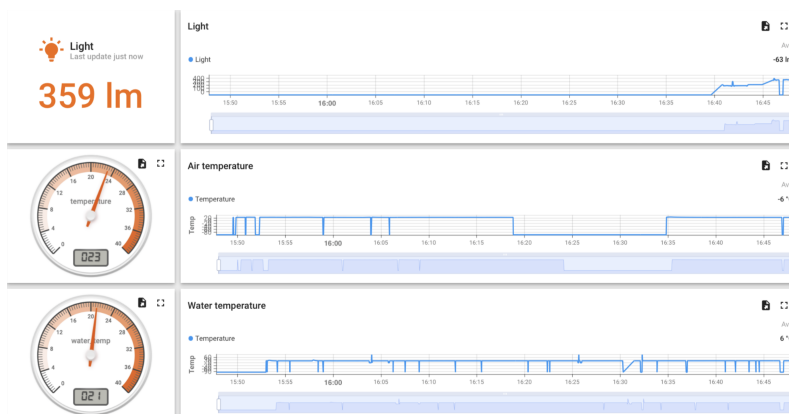 Light
Last update just now
359 lm
Light
Light
Av
-63 l
15:50 15:55 16:00 16:05 16:10 16:15 16:20 16:25 16:30 16:35 16:40 16:45
temperature
0 4 8 12 16 20 24 28 32 36 40
023
Air temperature
Temperature
Av
-6 °
Temp
15:50 15:55 16:00 16:05 16:10 16:15 16:20 16:25 16:30 16:35 16:40 16:45
water temp
0 4 8 12 16 20 24 28 32 36 40
021
Water temperature
Temperature
Av
6 °
Temp
15:50 15:55 16:00 16:05 16:10 16:15 16:20 16:25 16:30 16:35 16:40 16:45